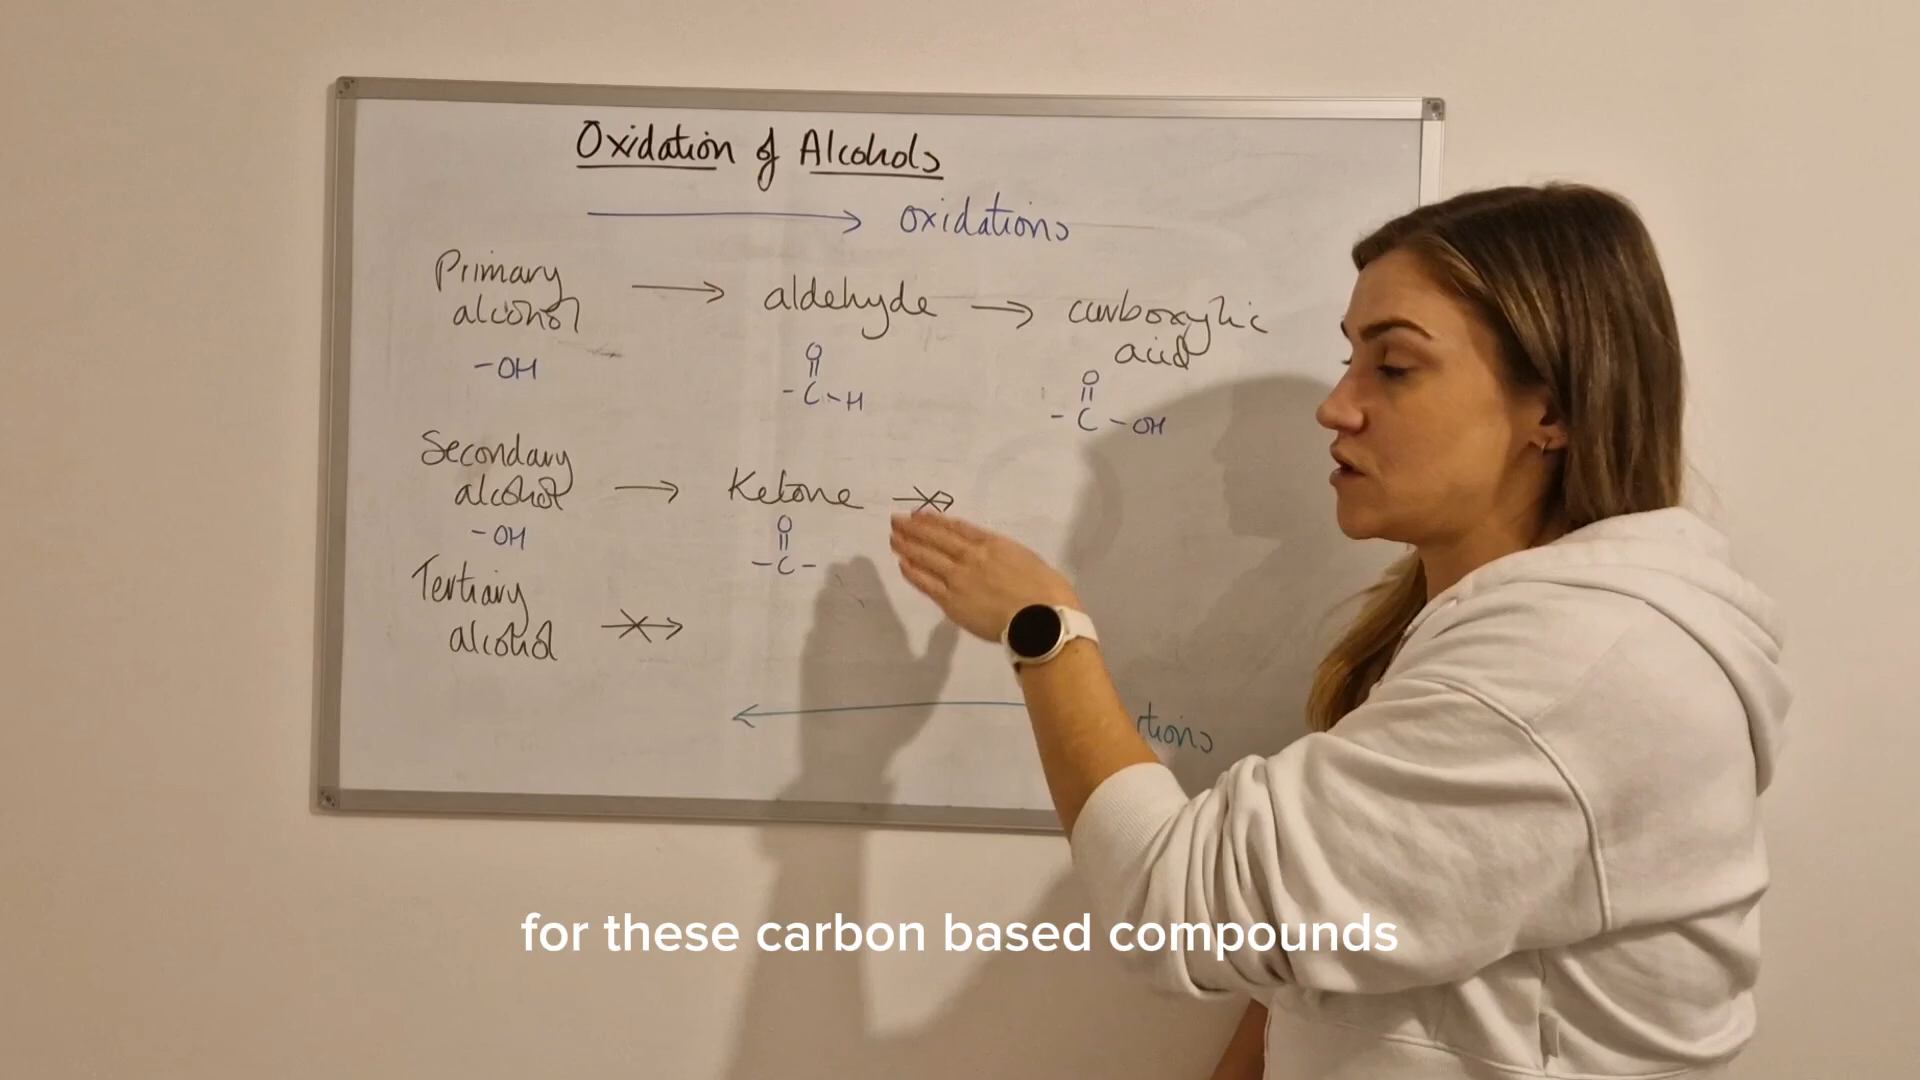 Oxidation of Alcohols
→ oxidations
Primary alcohol → aldehyde → carboxylic acid
-OH
O
-C-H
O
-C-OH
Secondary alcohol → Ketone
-OH
O
-C-
Tertiary alcohol
for these carbon based compounds